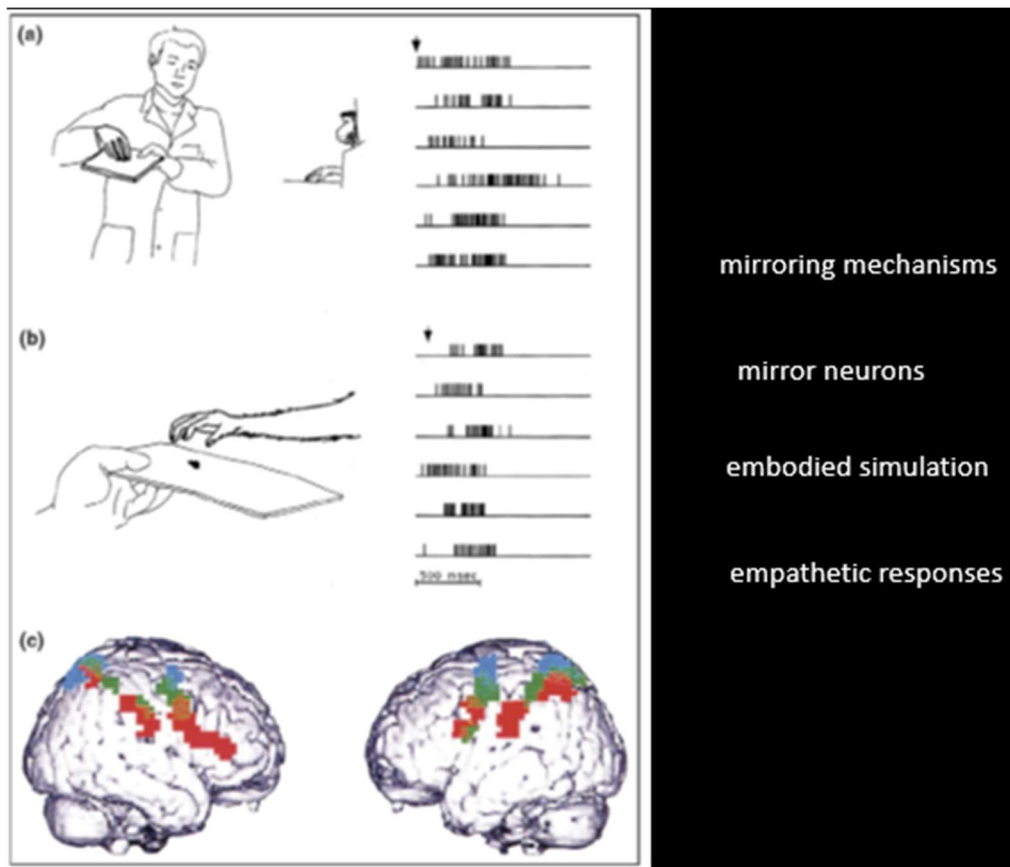 (a)
(b)
500 msec
(c)
mirroring mechanisms
mirror neurons
embodied simulation
empathetic responses